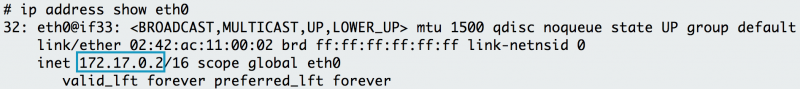 # ip address show eth0
32: eth0@if33: <BROADCAST,MULTICAST,UP,LOWER_UP> mtu 1500 qdisc noqueue state UP group default
link/ether 02:42:ac:11:00:02 brd ff:ff:ff:ff:ff:ff link-netnsid 0
inet 172.17.0.2/16 scope global eth0
valid_lft forever preferred_lft forever